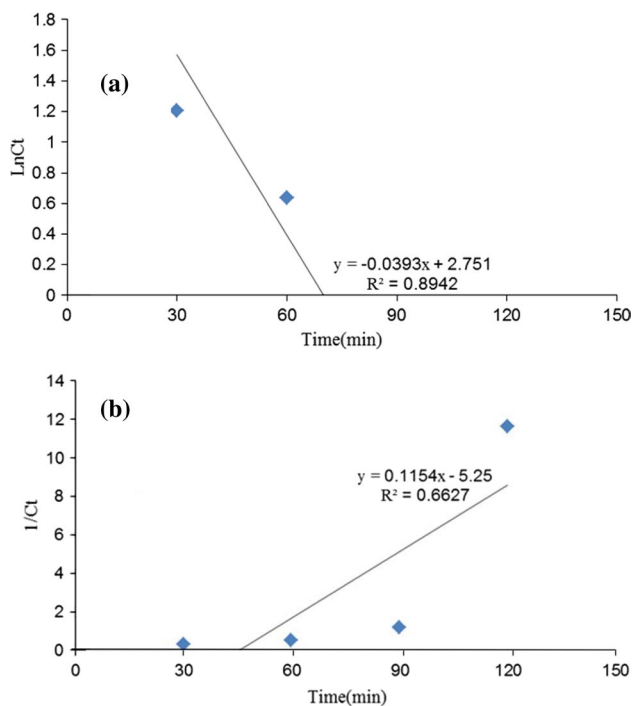 1.8
1.6
(a)
1.4
1.2
1
0.8
0.6
0.4
0.2
0
LnCt
y = -0.0393x + 2.751
R² = 0.8942
0 30 60 90 120 150
Time(min)
14
(b)
12
10
8
6
4
2
0
1/Ct
y = 0.1154x - 5.25
R² = 0.6627
0 30 60 90 120 150
Time(min)